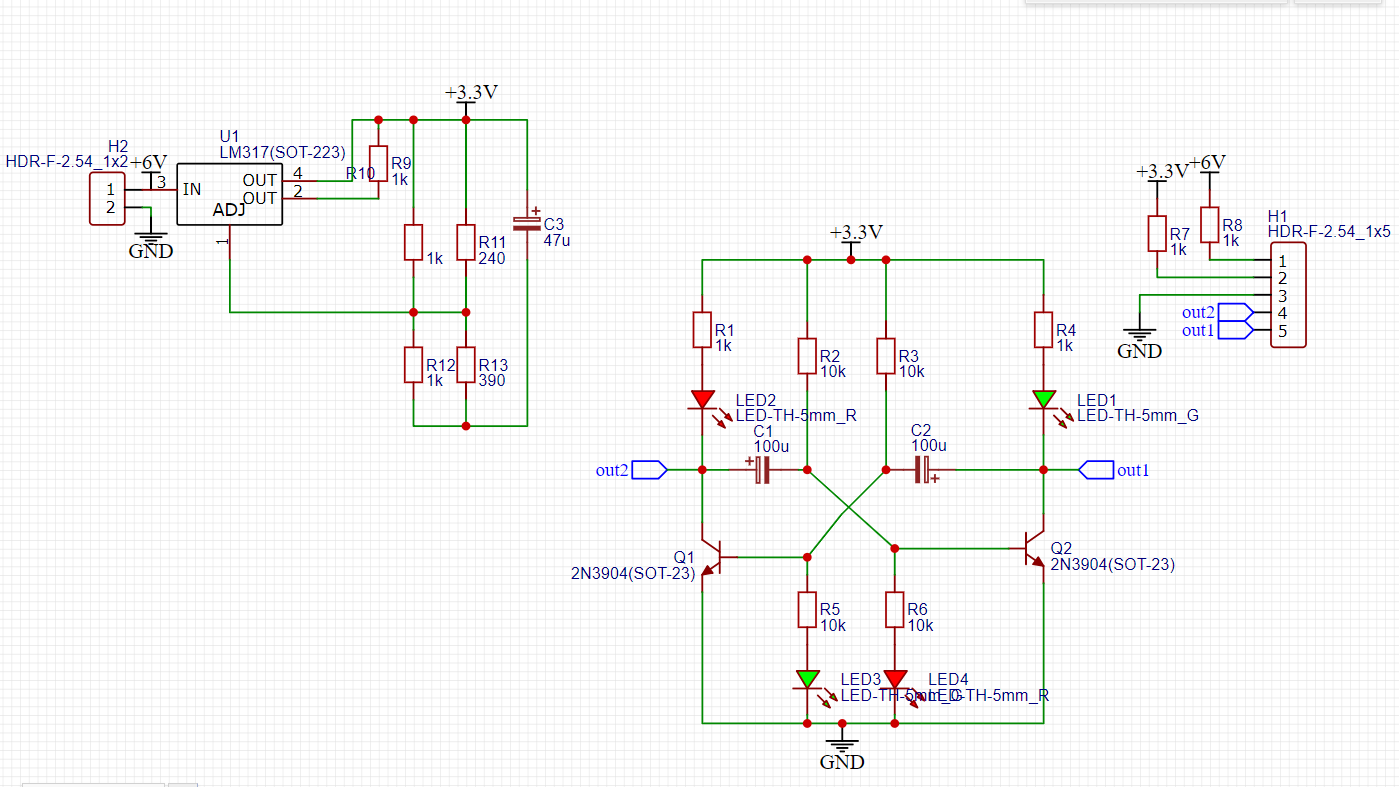 +3.3V
H2
HDR-F-2.54_1x2
+6V
1
2
GND
U1
LM317(SOT-223)
3
IN
OUT
OUT
ADJ
4
2
1
R9
1k
R10
1k
R11
240
C3
47u
+
R12
1k
R13
390
+3.3V
R1
1k
R2
10k
R3
10k
R4
1k
LED2
LED-TH-5mm_R
LED1
LED-TH-5mm_G
C1
100u
+
C2
100u
+
out2
out1
Q1
2N3904(SOT-23)
Q2
2N3904(SOT-23)
R5
10k
R6
10k
LED3
LED-TH-5mm_G
LED4
LED-TH-5mm_R
GND
+3.3V
+6V
R7
1k
R8
1k
H1
HDR-F-2.54_1x5
1
2
3
4
5
out2
out1
GND